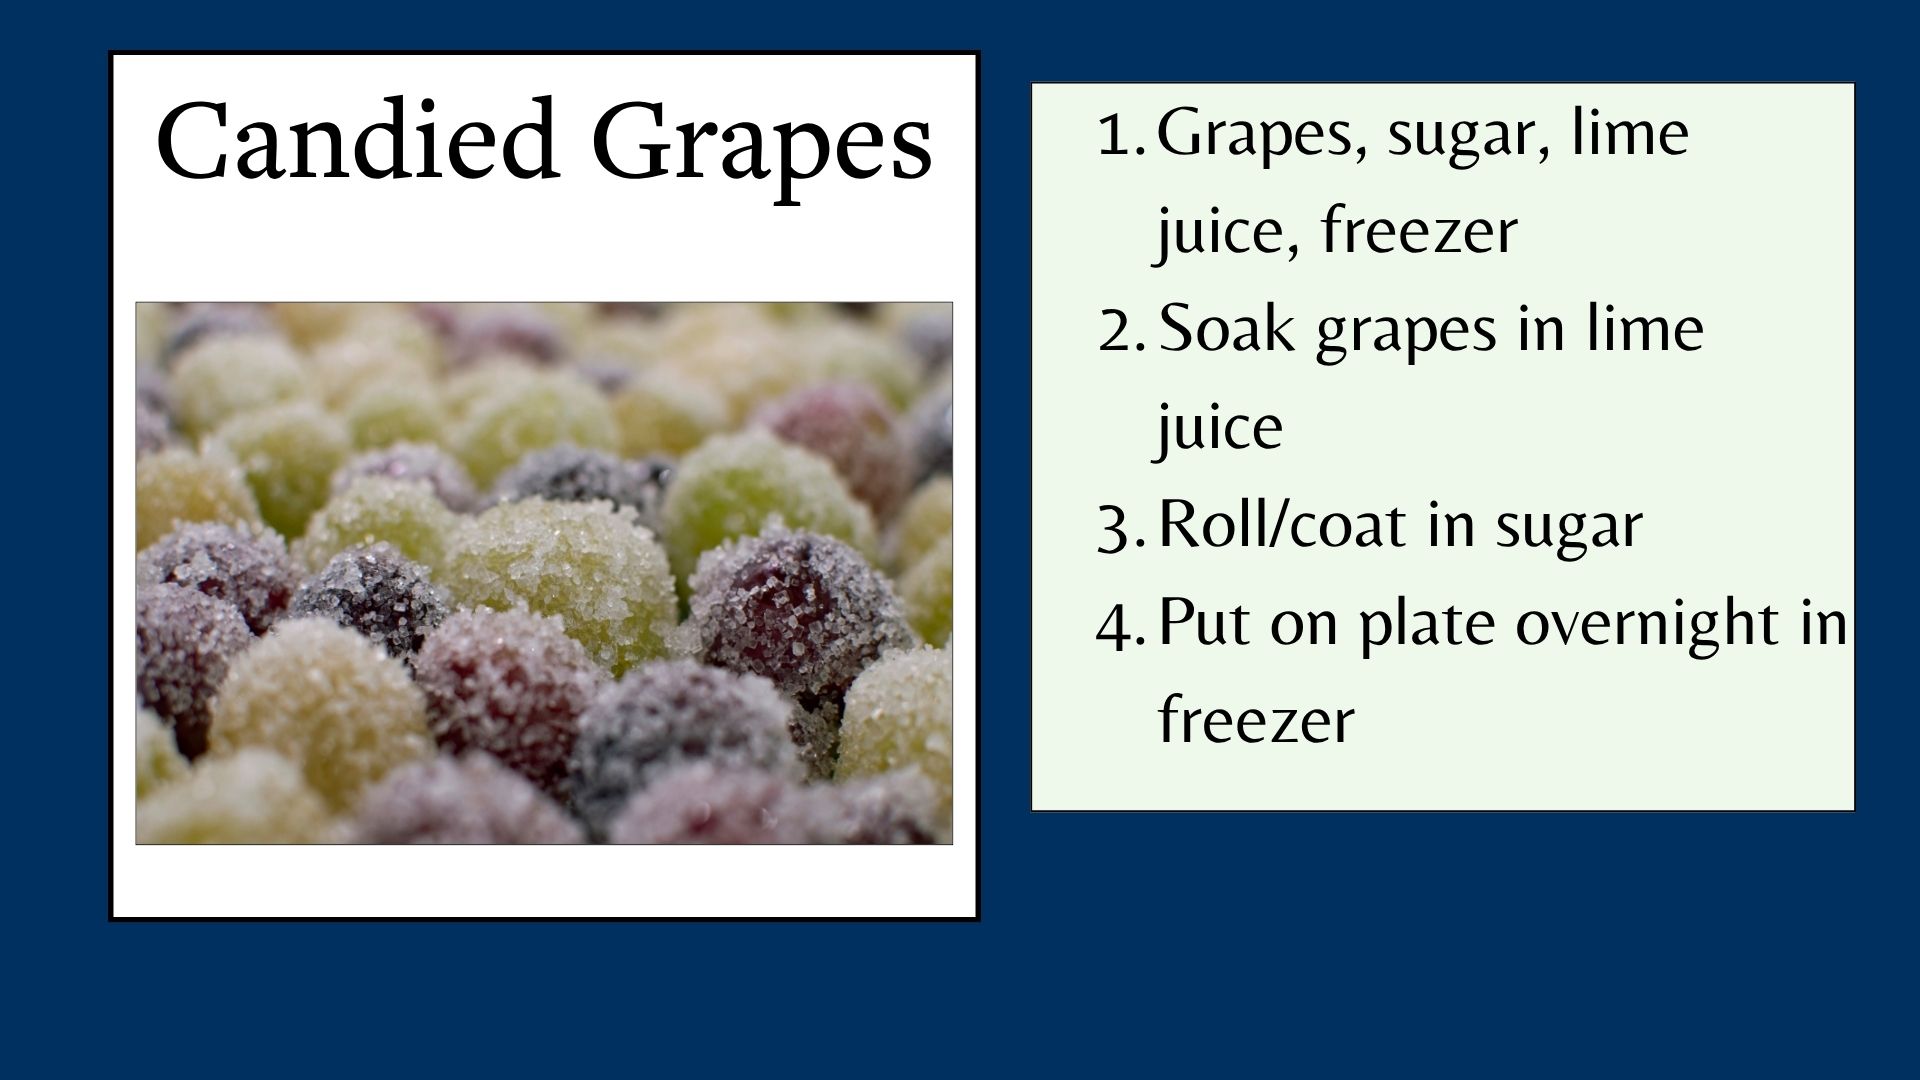 Candied Grapes
1. Grapes, sugar, lime
juice, freezer
2. Soak grapes in lime
juice
3. Roll/coat in sugar
4. Put on plate overnight in
freezer